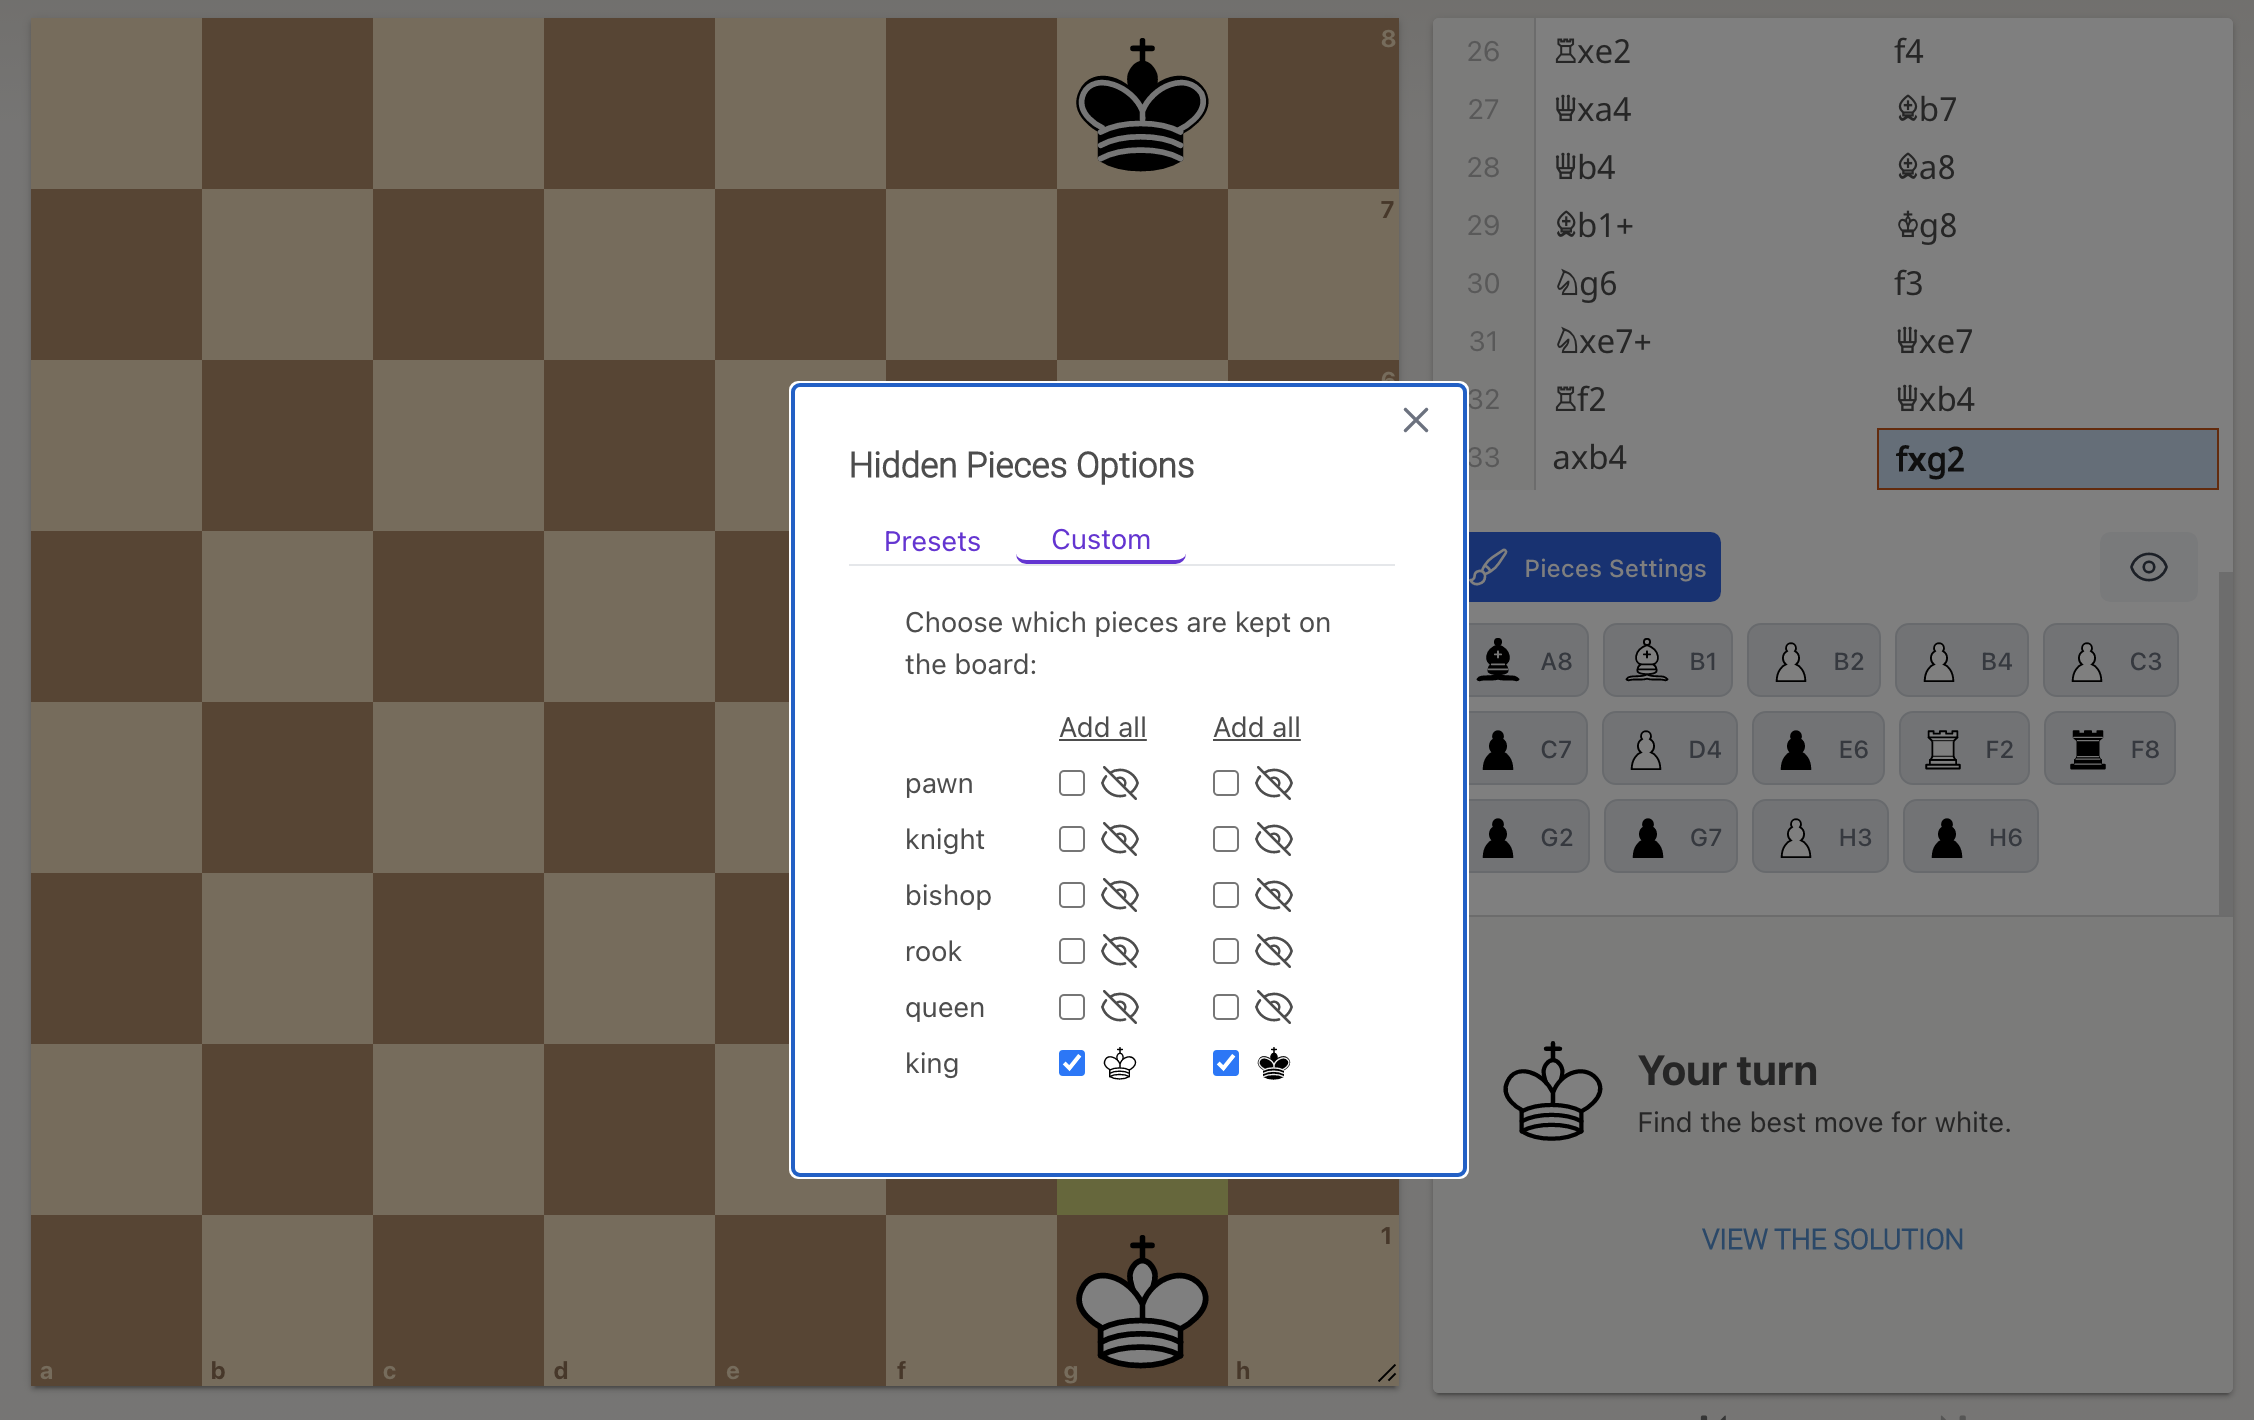 8
7
6
1
a b c d e f g h
26 ♖xe2 f4
27 ♕xa4 ♗b7
28 ♕b4 ♗a8
29 ♗b1+ ♔g8
30 ♘g6 f3
31 ♘xe7+ ♕xe7
32 ♖f2 ♕xb4
33 axb4 fxg2
Pieces Settings
A8 B1 B2 B4 C3
C7 D4 E6 F2 F8
G2 G7 H3 H6
Your turn
Find the best move for white.
VIEW THE SOLUTION
Hidden Pieces Options
Presets Custom
Choose which pieces are kept on
the board:
Add all Add all
pawn
knight
bishop
rook
queen
king